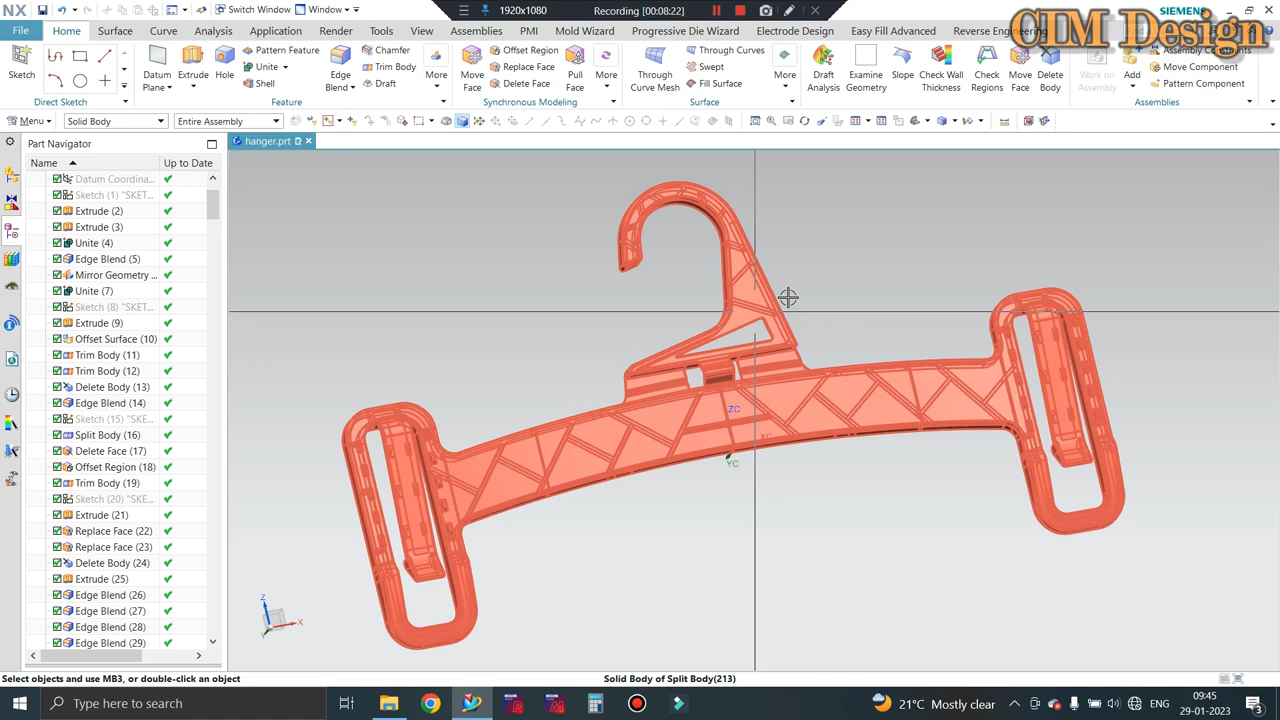 NX
Switch Window
Window
1920x1080
Recording [00:08:22]
SIEMENS
CIM Design
File
Home
Surface
Curve
Analysis
Application
Render
Tools
View
Assemblies
PMI
Mold Wizard
Progressive Die Wizard
Electrode Design
Easy Fill Advanced
Reverse Engineering
Sketch
Direct Sketch
Datum Plane
Extrude
Hole
Pattern Feature
Unite
Shell
Edge Blend
Chamfer
Trim Body
Draft
More
Feature
Move Face
Offset Region
Replace Face
Delete Face
Pull Face
More
Synchronous Modeling
Through Curve Mesh
Through Curves
Swept
Fill Surface
More
Surface
Draft Analysis
Examine Geometry
Slope
Check Wall Thickness
Check Regions
Move Face
Delete Body
Work on Assembly
Add
Assembly Constraints
Move Component
Pattern Component
Assemblies
Menu
Solid Body
Entire Assembly
Part Navigator
hanger.prt
Name
Up to Date
Datum Coordina...
Sketch (1) "SKET...
Extrude (2)
Extrude (3)
Unite (4)
Edge Blend (5)
Mirror Geometry ...
Unite (7)
Sketch (8) "SKE...
Extrude (9)
Offset Surface (10)
Trim Body (11)
Trim Body (12)
Delete Body (13)
Edge Blend (14)
Sketch (15) "SKE...
Split Body (16)
Delete Face (17)
Offset Region (18)
Trim Body (19)
Sketch (20) "SKE...
Extrude (21)
Replace Face (22)
Replace Face (23)
Delete Body (24)
Extrude (25)
Edge Blend (26)
Edge Blend (27)
Edge Blend (28)
Edge Blend (29)
ZC
XC
YC
Z
X
Y
Select objects and use MB3, or double-click an object
Solid Body of Split Body(213)
Type here to search
21°C Mostly clear
ENG
09:45
29-01-2023
3